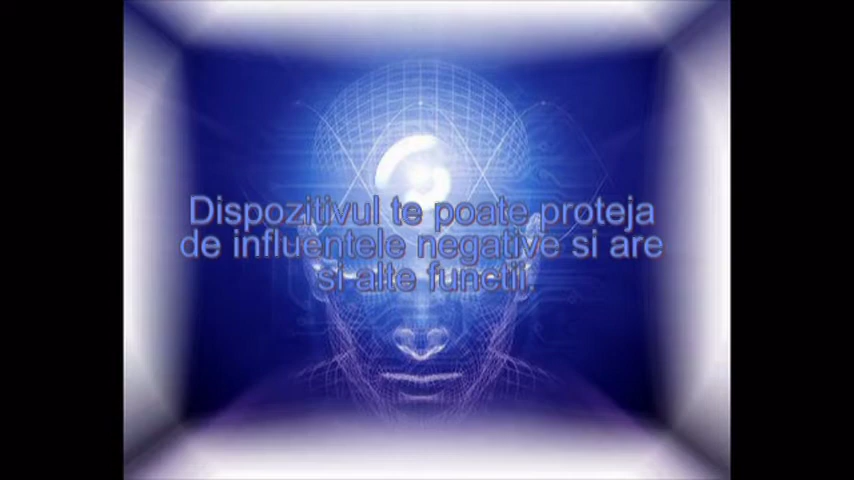 Dispozitivul te poate proteja
de influentele negative si are
si alte functii.